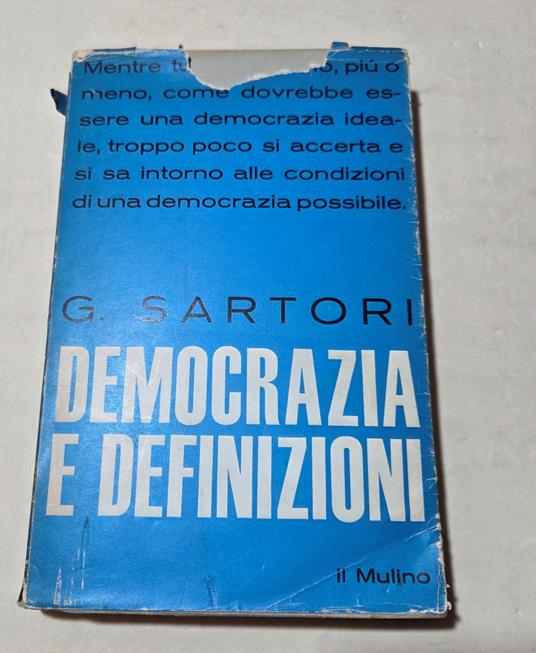 Mentre più o
meno, come dovrebbe es-
sere una democrazia idea-
le, troppo poco si accerta e
si sa intorno alle condizioni
di una democrazia possibile.
G. SARTORI
DEMOCRAZIA
E DEFINIZIONI
il Mulino